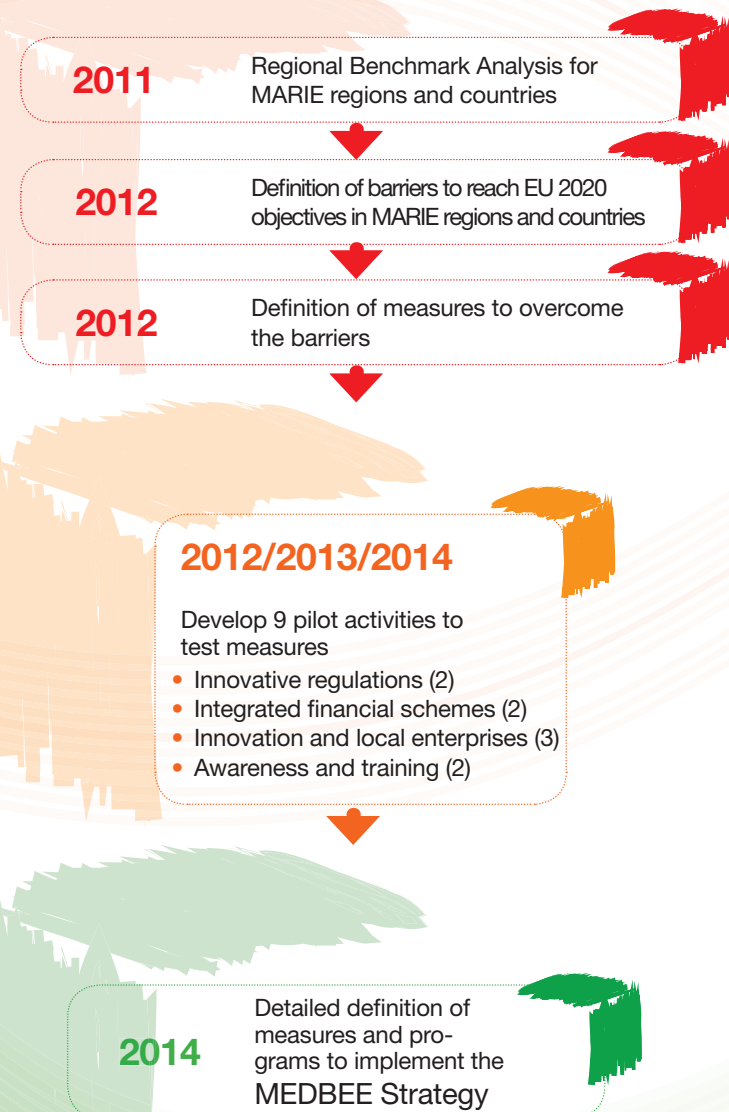 2011
Regional Benchmark Analysis for
MARIE regions and countries
2012
Definition of barriers to reach EU 2020
objectives in MARIE regions and countries
2012
Definition of measures to overcome
the barriers
2012/2013/2014
Develop 9 pilot activities to
test measures
• Innovative regulations (2)
• Integrated financial schemes (2)
• Innovation and local enterprises (3)
• Awareness and training (2)
2014
Detailed definition of
measures and pro-
grams to implement the
MEDBEE Strategy